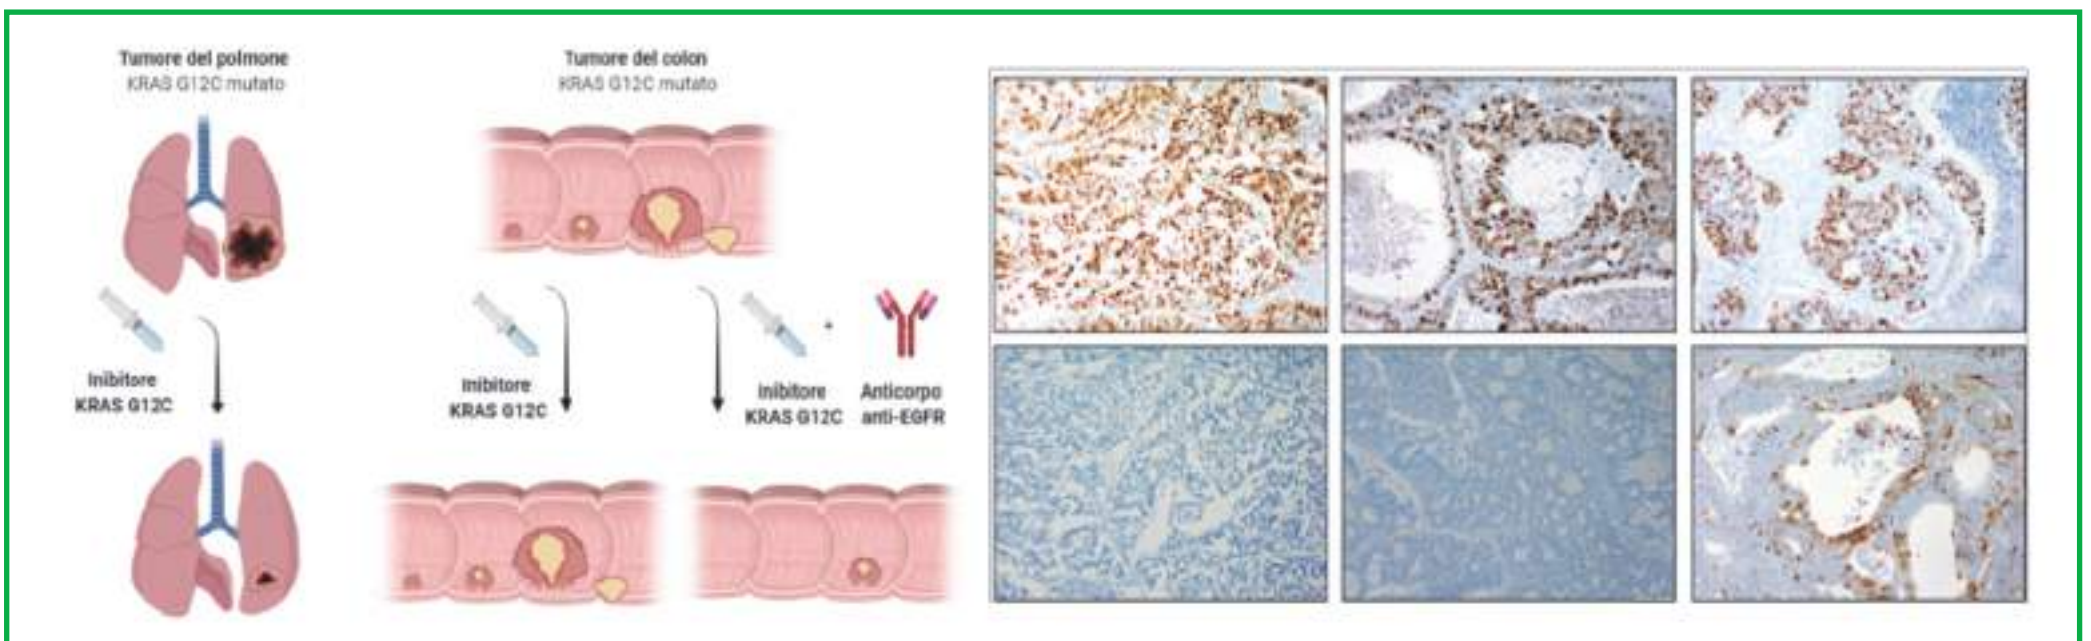 Tumore del polmone
KRAS G12C mutato
Tumore del colon
KRAS G12C mutato
Inibitore
KRAS G12C
Inibitore
KRAS G12C
+
Inibitore
KRAS G12C
Anticorpo
anti-EGFR